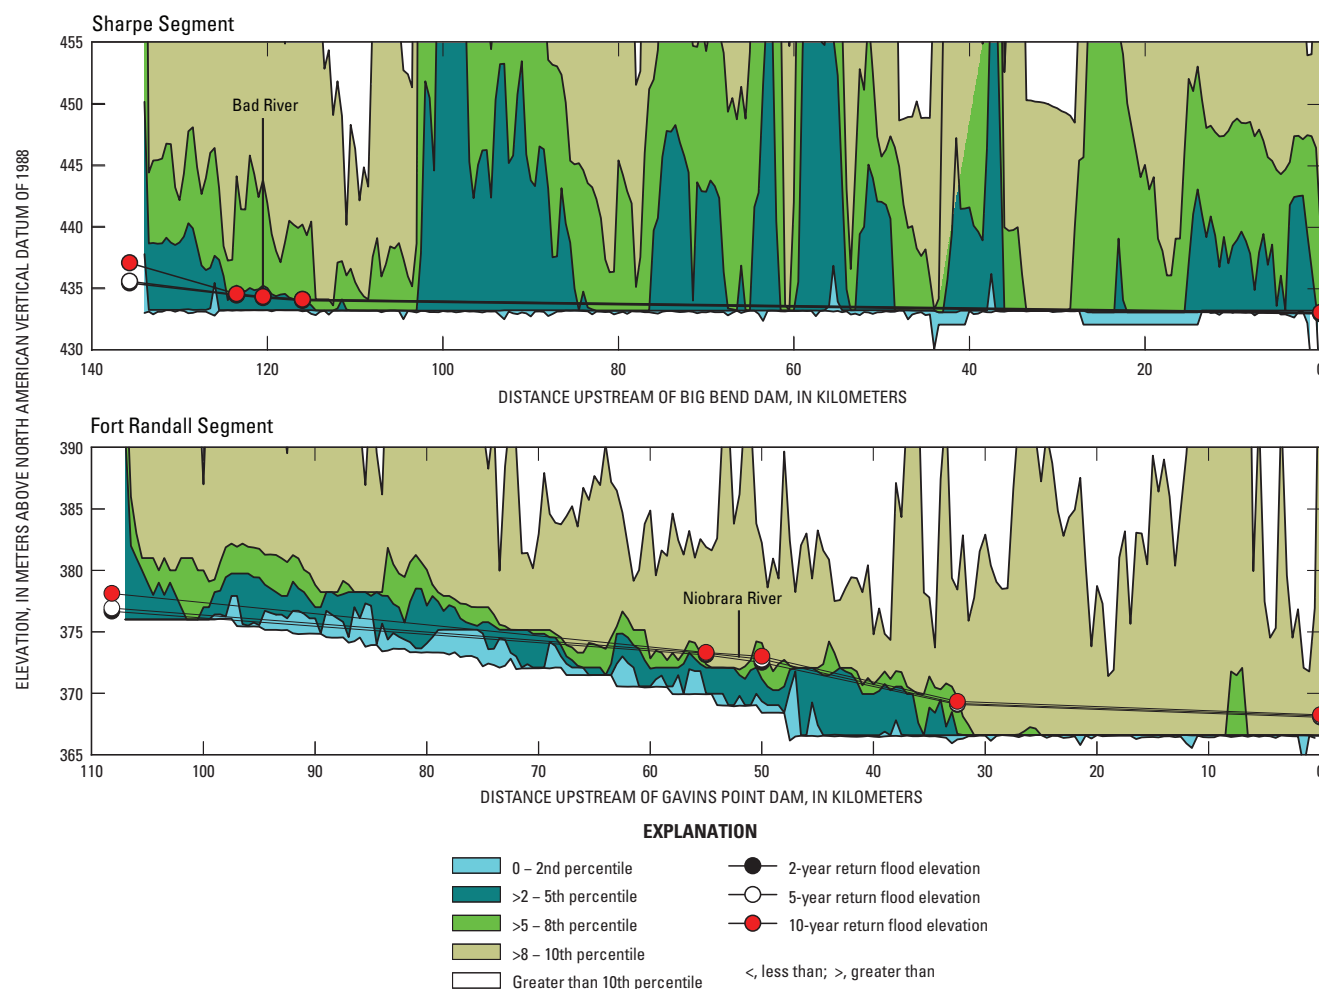 Sharpe Segment
455
450
445
440
435
430
Bad River
140 120 100 80 60 40 20
DISTANCE UPSTREAM OF BIG BEND DAM, IN KILOMETERS
ELEVATION, IN METERS ABOVE NORTH AMERICAN VERTICAL DATUM OF 1988
Fort Randall Segment
390
385
380
375
370
365
Niobrara River
110 100 90 80 70 60 50 40 30 20 10
DISTANCE UPSTREAM OF GAVINS POINT DAM, IN KILOMETERS
EXPLANATION
0 – 2nd percentile
>2 – 5th percentile
>5 – 8th percentile
>8 – 10th percentile
Greater than 10th percentile
2-year return flood elevation
5-year return flood elevation
10-year return flood elevation
<, less than; >, greater than